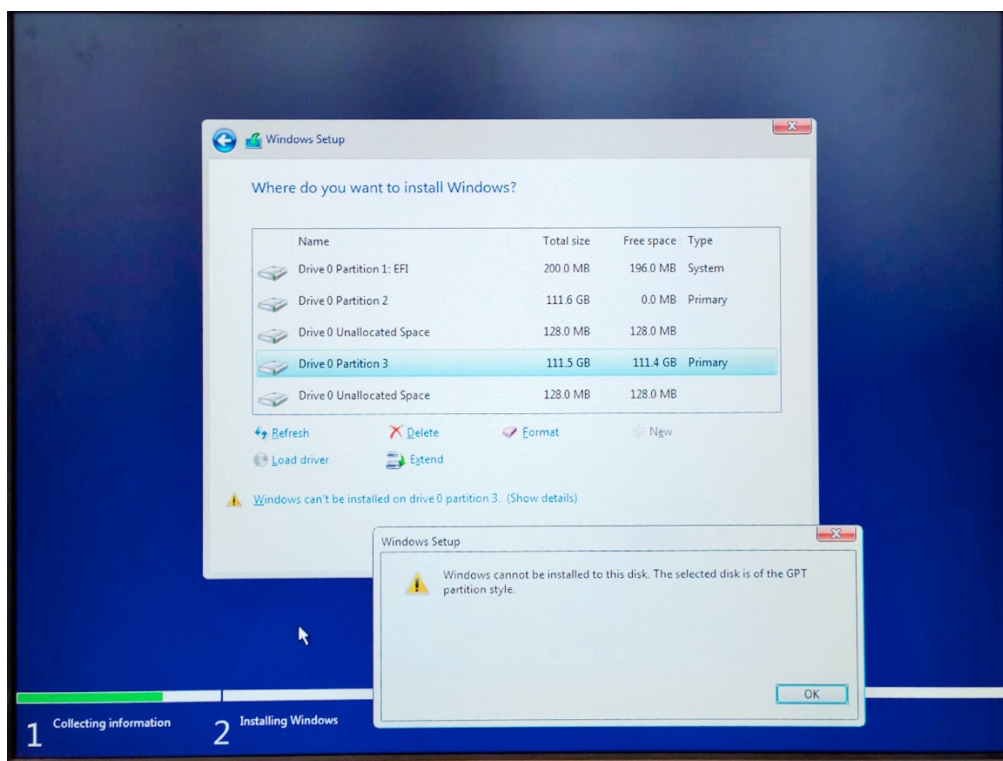 Windows Setup
Where do you want to install Windows?
Name Total size Free space Type
Drive 0 Partition 1: EFI 200.0 MB 196.0 MB System
Drive 0 Partition 2 111.6 GB 0.0 MB Primary
Drive 0 Unallocated Space 128.0 MB 128.0 MB
Drive 0 Partition 3 111.5 GB 111.4 GB Primary
Drive 0 Unallocated Space 128.0 MB 128.0 MB
Refresh Delete Format New
Load driver Extend
Windows can't be installed on drive 0 partition 3. (Show details)
Windows Setup
Windows cannot be installed to this disk. The selected disk is of the GPT
partition style.
OK
1 Collecting information 2 Installing Windows